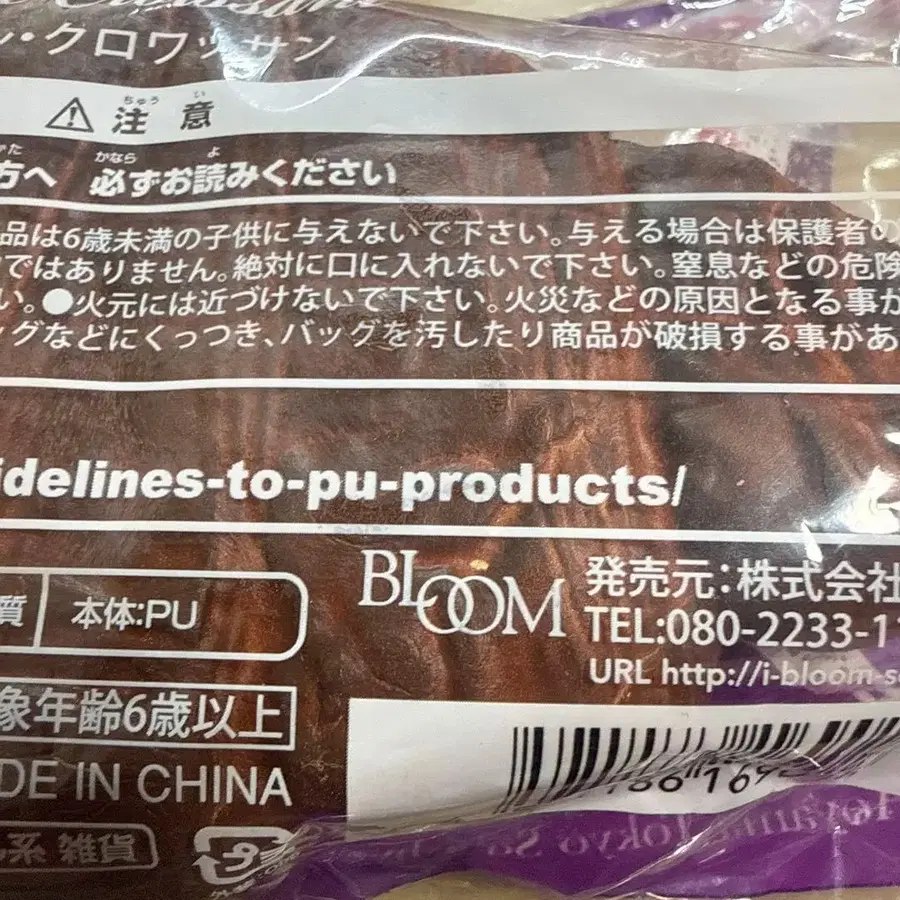 ン・クロワッサン
⚠ 注意
方へ 必ずお読みください
品は6歳未満の子供に与えないで下さい。与える場合は保護者の
ではありません。絶対に口に入れないで下さい。窒息などの危険
い。●火元には近づけないで下さい。火災などの原因となる事が
ッグなどにくっつき、バッグを汚したり商品が破損する事があ
idelines-to-pu-products/
質 本体:PU
BLOOM
発売元:株式会社
TEL:080-2233-1
URL http://i-bloom-s
象年齢6歳以上
DE IN CHINA
系 雑貨
プラ